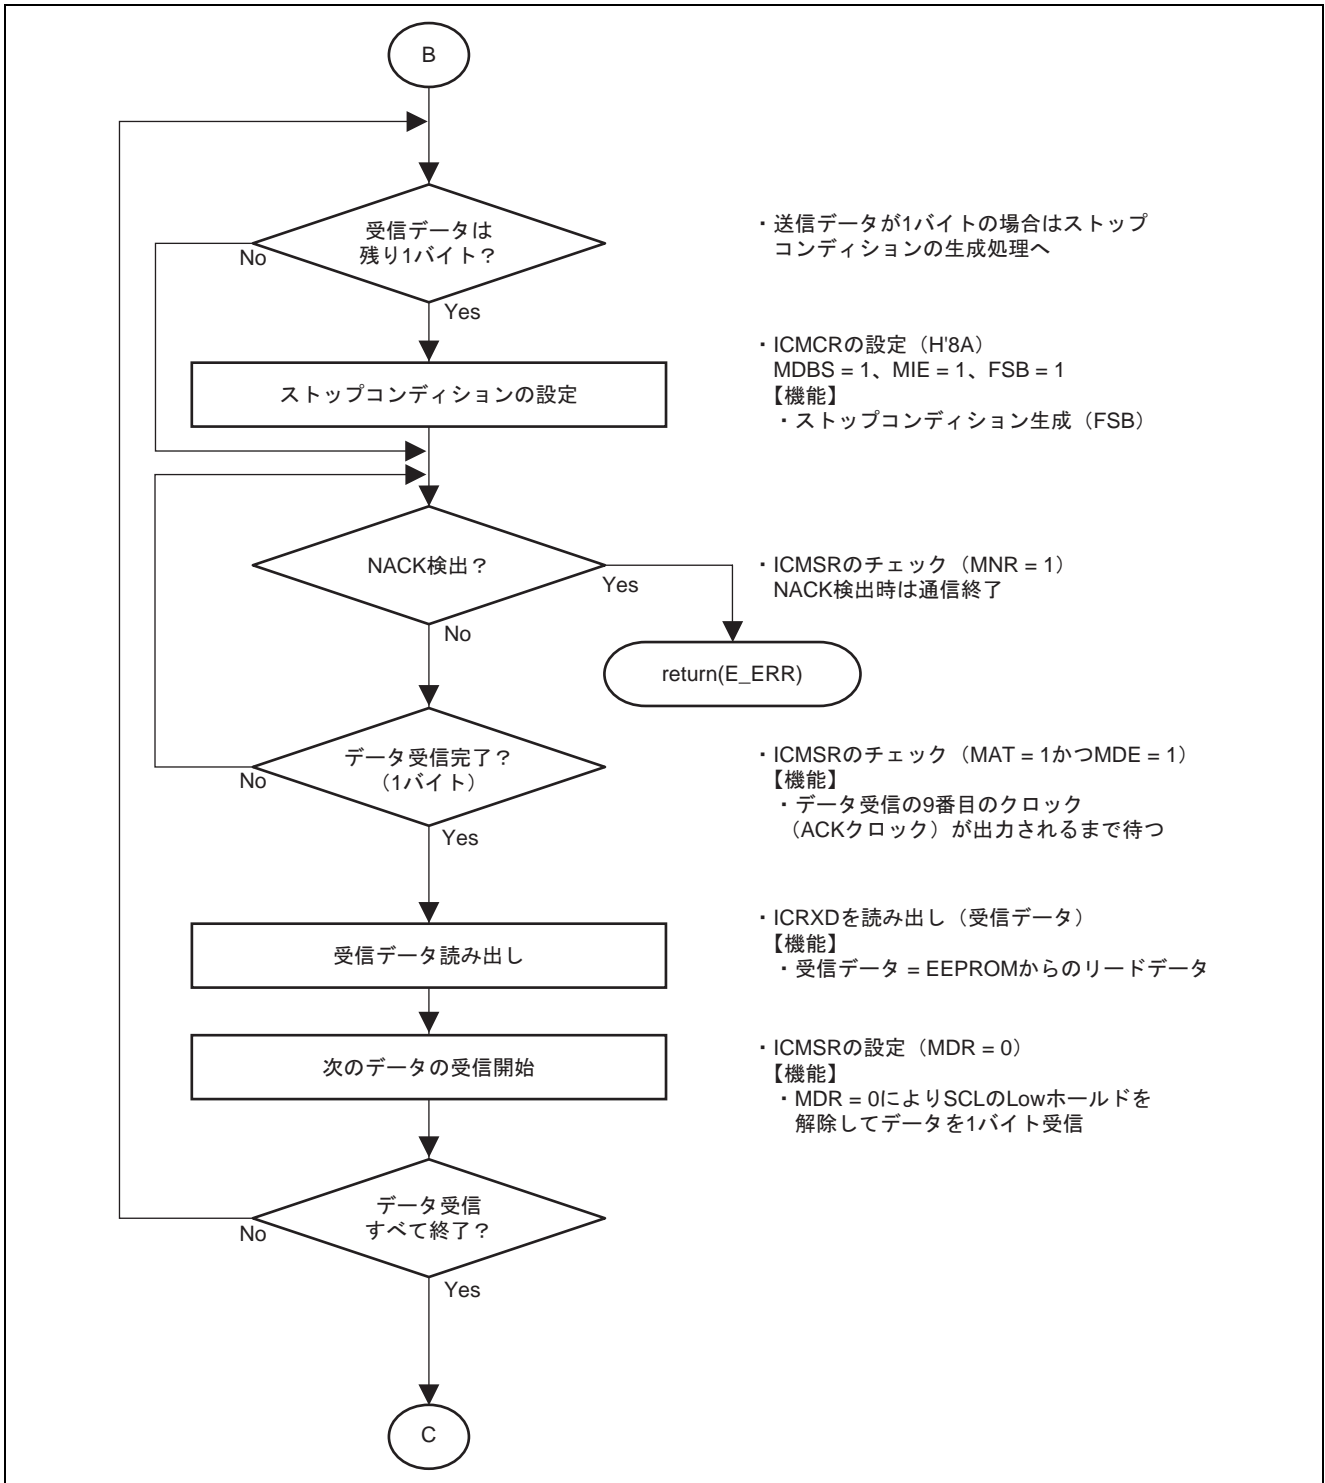 B
受信データは
残り1バイト？
No
Yes
・送信データが1バイトの場合はストップ
コンディションの生成処理へ
ストップコンディションの設定
・ICMCRの設定（H'8A）
MDBS = 1、MIE = 1、FSB = 1
【機能】
・ストップコンディション生成（FSB）
NACK検出？
Yes
No
・ICMSRのチェック（MNR = 1）
NACK検出時は通信終了
return(E_ERR)
データ受信完了？
（1バイト）
No
Yes
・ICMSRのチェック（MAT = 1かつMDE = 1）
【機能】
・データ受信の9番目のクロック
（ACKクロック）が出力されるまで待つ
受信データ読み出し
・ICRXDを読み出し（受信データ）
【機能】
・受信データ = EEPROMからのリードデータ
次のデータの受信開始
・ICMSRの設定（MDR = 0）
【機能】
・MDR = 0によりSCLのLowホールドを
解除してデータを1バイト受信
データ受信
すべて終了？
No
Yes
C